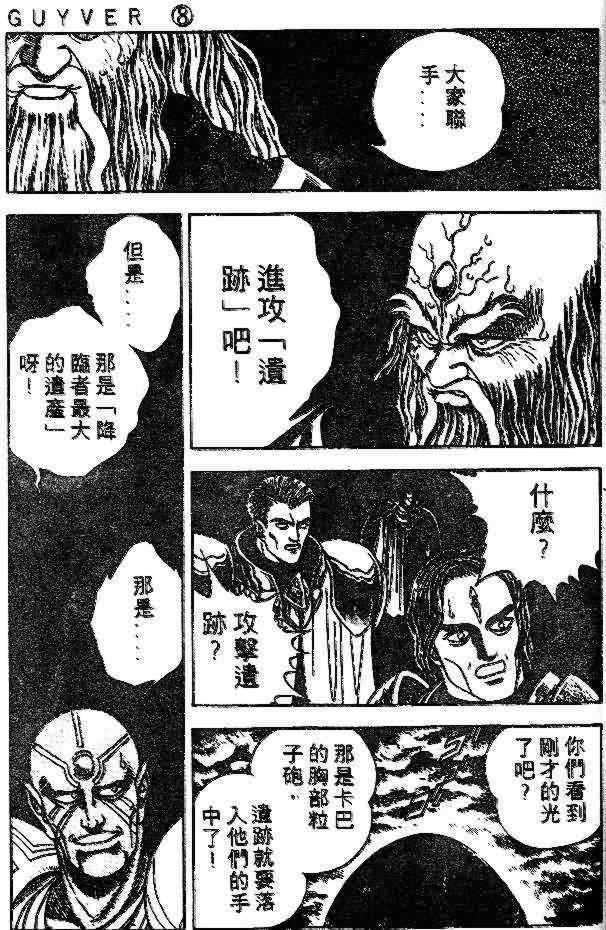 GUYVER ⑧
大家聯
手‥‥
進攻「遺
跡」吧！
什麼？
攻擊遺
跡？
你們看到
剛才的光
了吧？
那是卡巴
的胸部粒
子砲。
遺跡就要落
入他們的手
中了！
但是‥‥
那是「降
臨者最大
的遺產」
呀！
那是‥‥